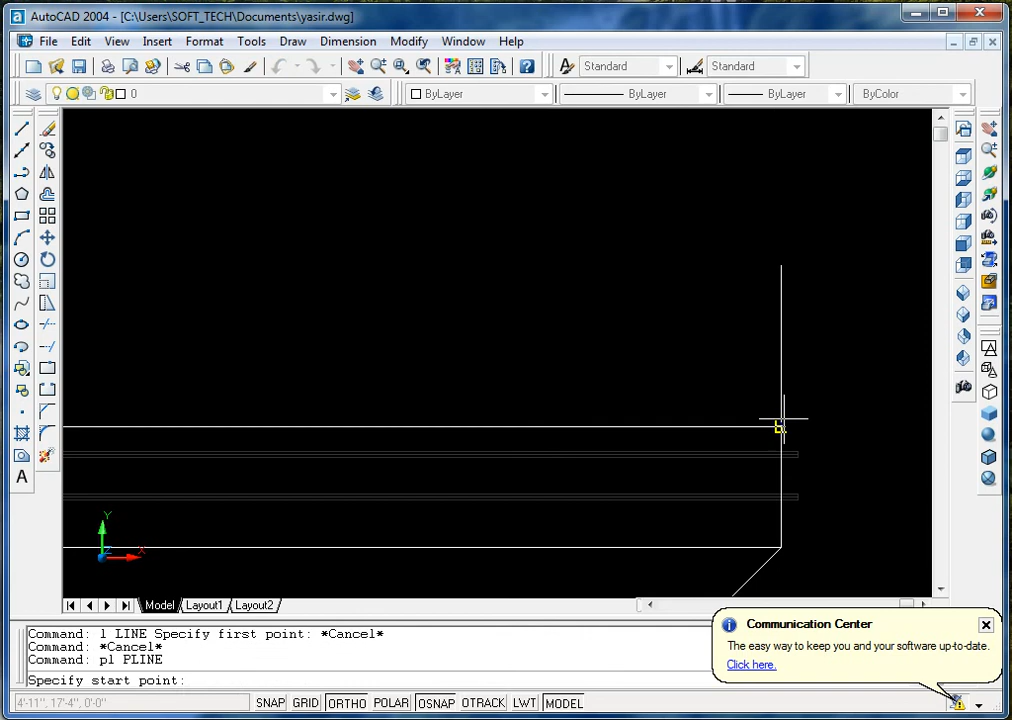 AutoCAD 2004 - [C:\Users\SOFT_TECH\Documents\yasir.dwg]
File Edit View Insert Format Tools Draw Dimension Modify Window Help
Standard Standard
0 ByLayer ByLayer ByLayer ByColor
A
Y
Z X
Model Layout1 Layout2
Command: l LINE Specify first point: *Cancel*
Command: *Cancel*
Command: pl PLINE
Specify start point:
Communication Center
The easy way to keep you and your software up-to-date.
Click here.
4'-11", 17'-4", 0'-0" SNAP GRID ORTHO POLAR OSNAP OTRACK LWT MODEL